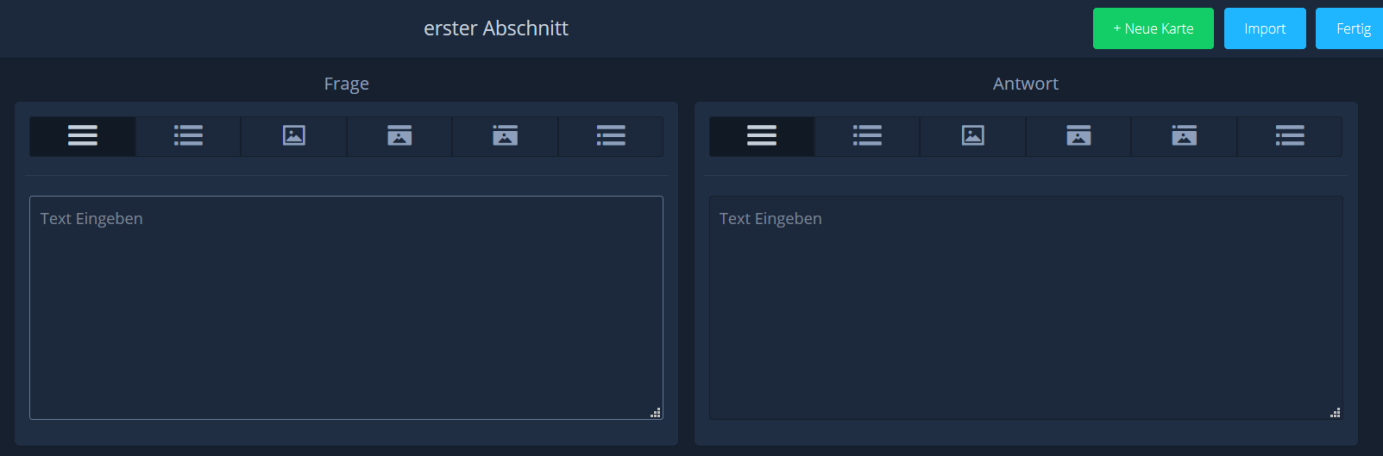 erster Abschnitt
+ Neue Karte
Import
Fertig
Frage
Antwort
Text Eingeben
Text Eingeben